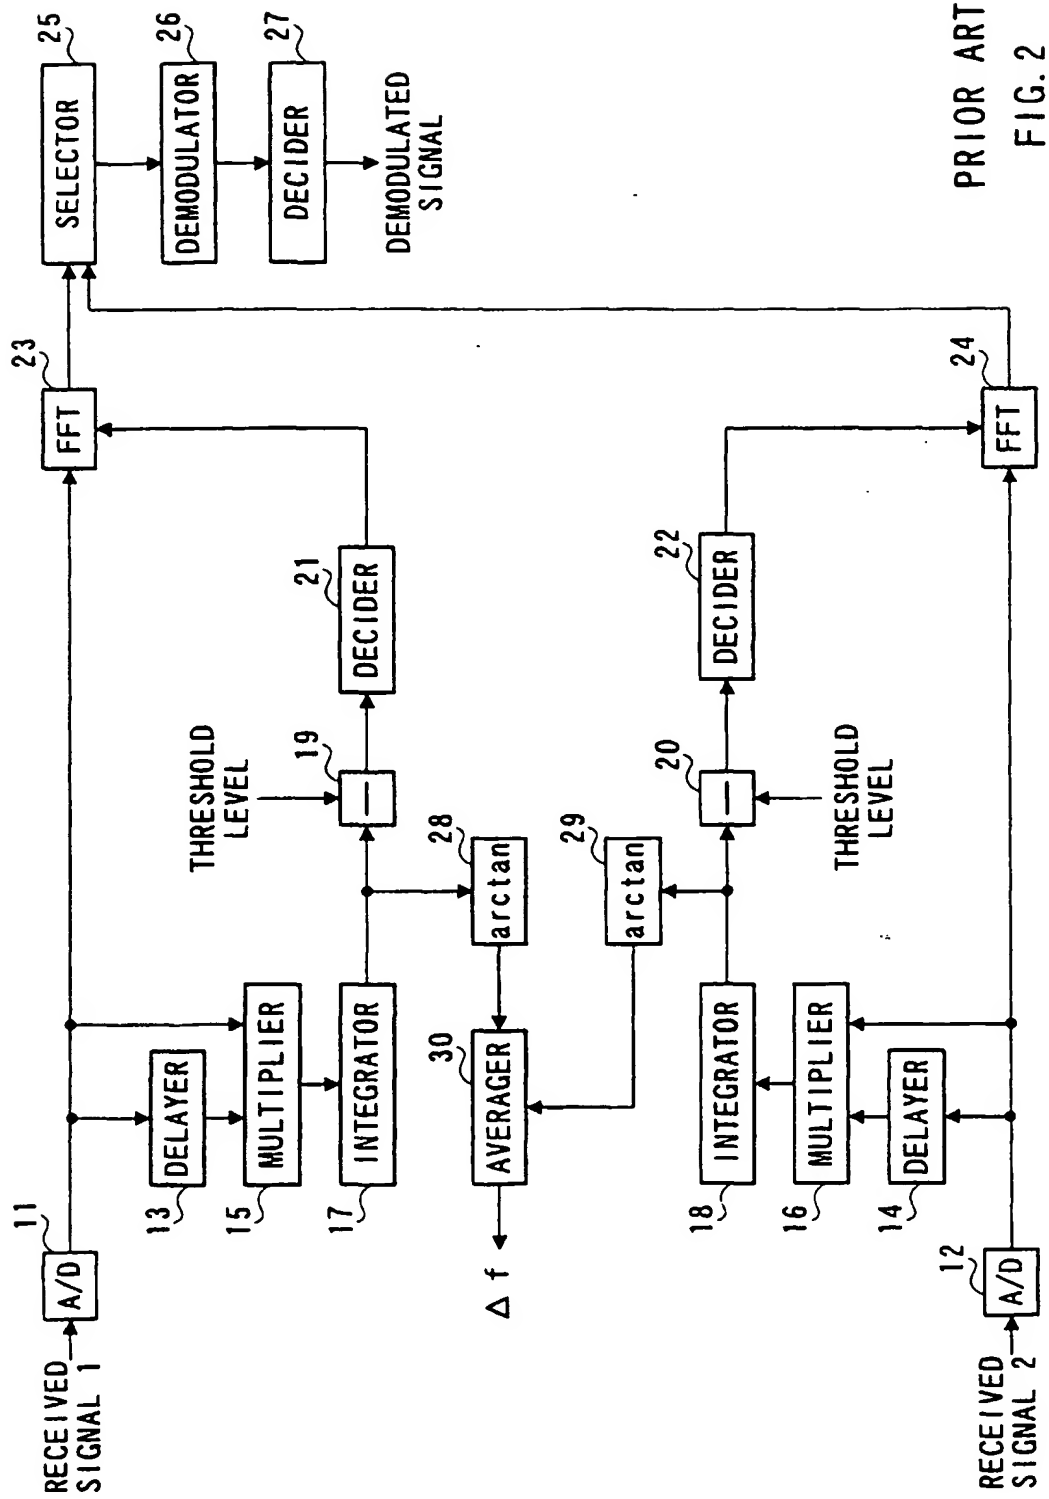 RECEIVED
SIGNAL 1
A/D
11
DELAYER
13
MULTIPLIER
15
INTEGRATOR
17
THRESHOLD
LEVEL
—
19
DECIDER
21
FFT
23
SELECTOR
25
DEMODULATOR
26
DECIDER
27
DEMODULATED
SIGNAL
arctan
28
arctan
29
AVERAGER
30
Δf
RECEIVED
SIGNAL 2
A/D
12
DELAYER
14
MULTIPLIER
16
INTEGRATOR
18
THRESHOLD
LEVEL
—
20
DECIDER
22
FFT
24
PRIOR ART
FIG. 2